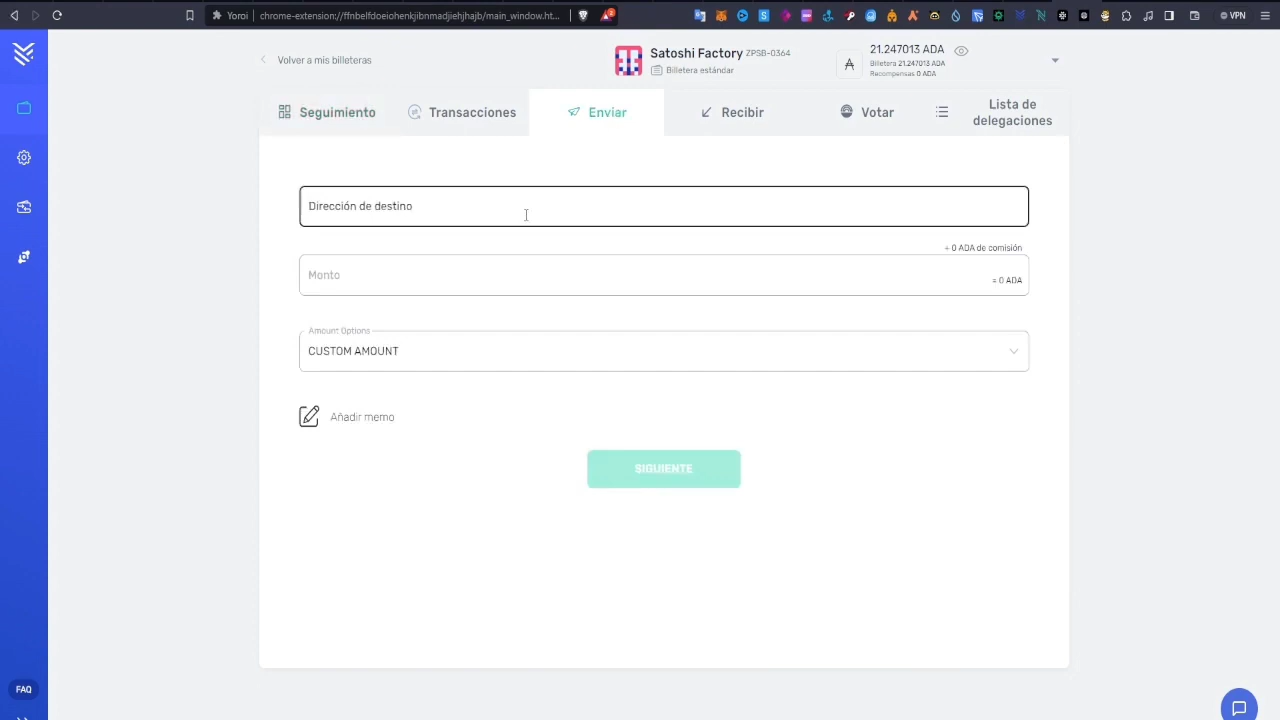 Yoroi
chrome-extension://ffnbelfdoeiohenkjibnmadjiehjhajb/main_window.ht...
VPN
Volver a mis billeteras
Satoshi Factory ZPSB-0364
Billetera estándar
21.247013 ADA
Billetera 21.247013 ADA
Recompensas 0 ADA
Seguimiento
Transacciones
Enviar
Recibir
Votar
Lista de
delegaciones
Dirección de destino
+ 0 ADA de comisión
Monto
= 0 ADA
Amount Options
CUSTOM AMOUNT
Añadir memo
SIGUIENTE
FAQ